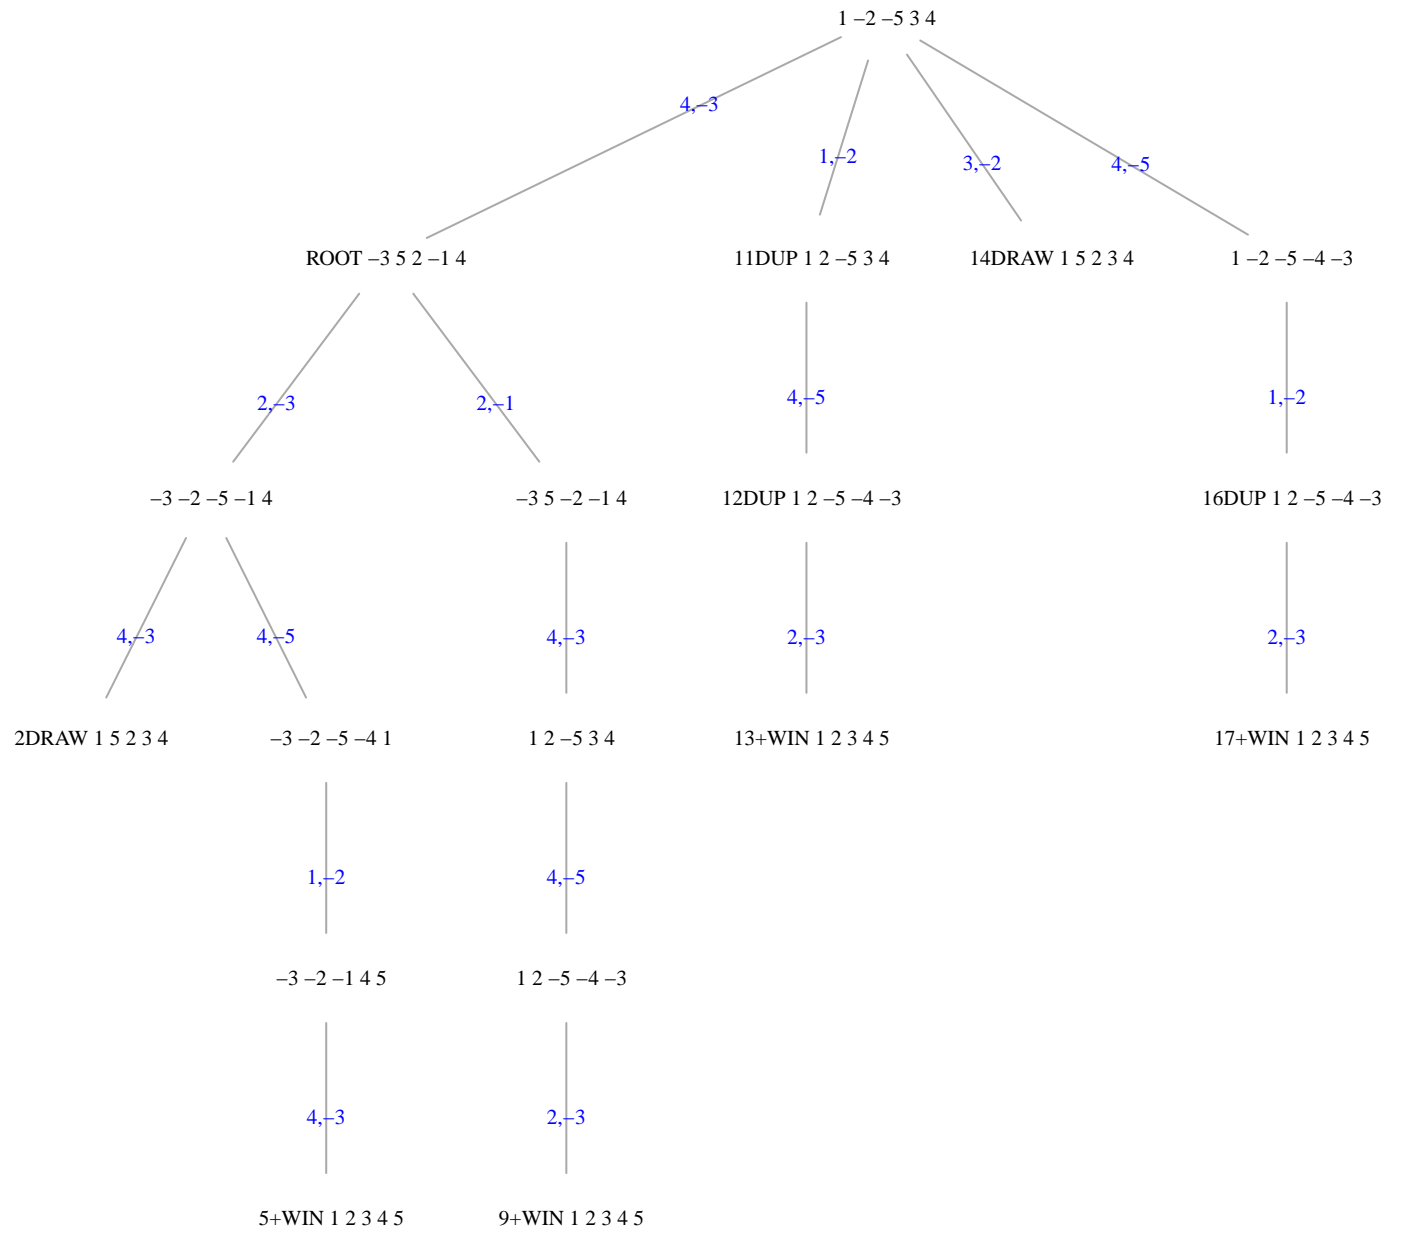 1 –2 –5 3 4
4,–3
1,–2
3,–2
4,–5
ROOT –3 5 2 –1 4
11DUP 1 2 –5 3 4
14DRAW 1 5 2 3 4
1 –2 –5 –4 –3
2,–3
2,–1
4,–5
1,–2
–3 –2 –5 –1 4
–3 5 –2 –1 4
12DUP 1 2 –5 –4 –3
16DUP 1 2 –5 –4 –3
4,–3
4,–5
4,–3
2,–3
2,–3
2DRAW 1 5 2 3 4
–3 –2 –5 –4 1
1 2 –5 3 4
13+WIN 1 2 3 4 5
17+WIN 1 2 3 4 5
1,–2
4,–5
–3 –2 –1 4 5
1 2 –5 –4 –3
4,–3
2,–3
5+WIN 1 2 3 4 5
9+WIN 1 2 3 4 5